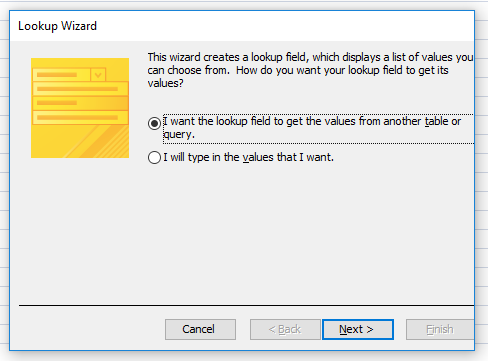 Lookup Wizard
This wizard creates a lookup field, which displays a list of values you
can choose from.  How do you want your lookup field to get its
values?
I want the lookup field to get the values from another table or
query.
I will type in the values that I want.
Cancel
< Back
Next >
Finish